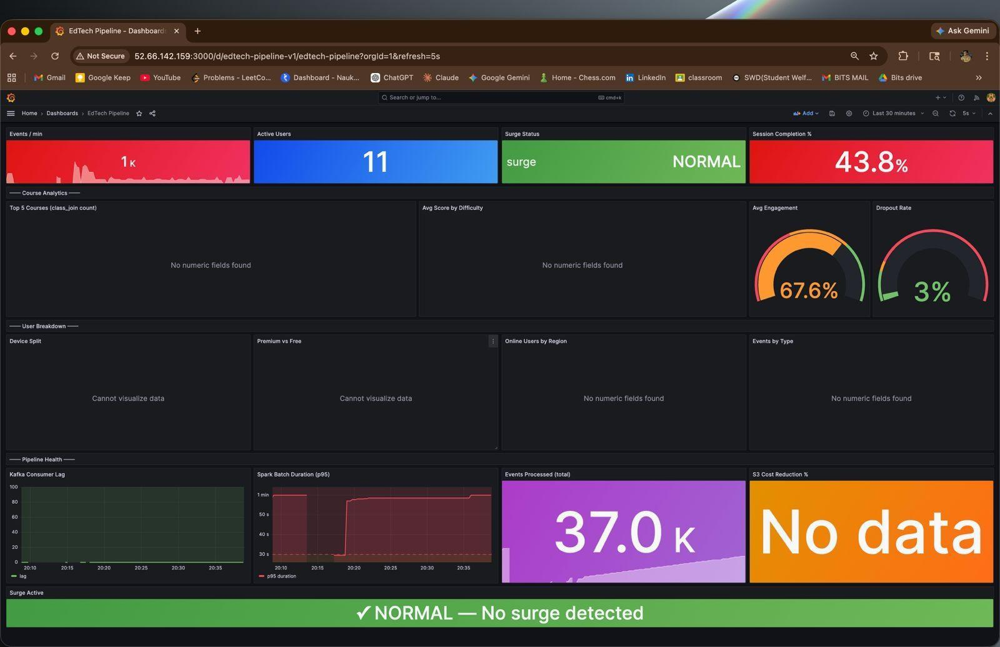 EdTech Pipeline - Dashboards
Ask Gemini
Not Secure
52.66.142.159:3000/d/edtech-pipeline-v1/edtech-pipeline?orgId=1&refresh=5s
Gmail
Google Keep
YouTube
Problems - LeetCo...
Dashboard - Nauk...
ChatGPT
Claude
Google Gemini
Home - Chess.com
LinkedIn
classroom
SWD(Student Welf...
BITS MAIL
Bits drive
Search or jump to...
cmd+k
Home › Dashboards › EdTech Pipeline
Add
Last 30 minutes
5s
Events / min
1 K
Active Users
11
Surge Status
surge
NORMAL
Session Completion %
43.8%
—— Course Analytics ——
Top 5 Courses (class_join count)
No numeric fields found
Avg Score by Difficulty
No numeric fields found
Avg Engagement
67.6%
Dropout Rate
3%
—— User Breakdown ——
Device Split
Cannot visualize data
Premium vs Free
Cannot visualize data
Online Users by Region
No numeric fields found
Events by Type
No numeric fields found
—— Pipeline Health ——
Kafka Consumer Lag
100
80
60
40
20
0
20:10 20:15 20:20 20:25 20:30 20:35
lag
Spark Batch Duration (p95)
1 min
50 s
40 s
30 s
20:10 20:15 20:20 20:25 20:30 20:35
p95 duration
Events Processed (total)
37.0 K
S3 Cost Reduction %
No data
Surge Active
✓ NORMAL — No surge detected